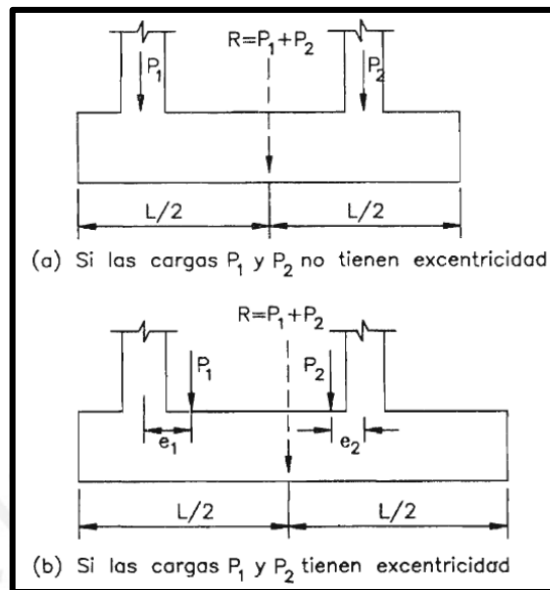 R=P₁+P₂
P₁
P₂
L/2
L/2
(a) Si las cargas P₁ y P₂ no tienen excentricidad
R=P₁+P₂
P₁
P₂
e₁
e₂
L/2
L/2
(b) Si las cargas P₁ y P₂ tienen excentricidad